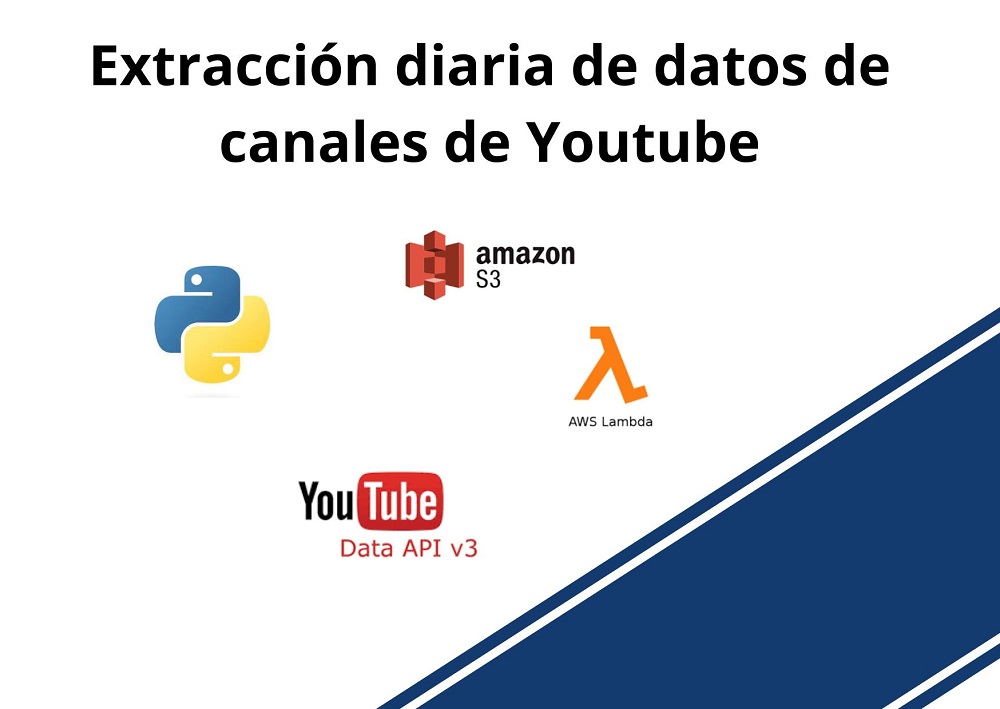 Extracción diaria de datos de
canales de Youtube
amazon
S3
AWS Lambda
YouTube
Data API v3